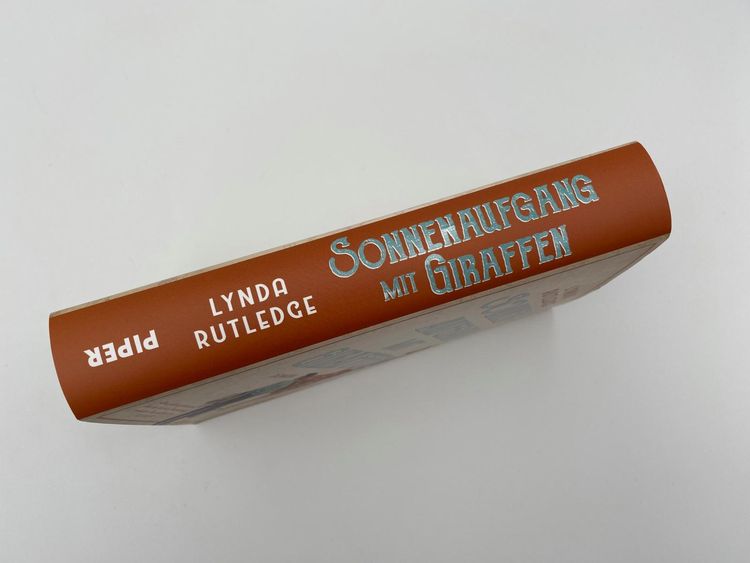 PIPER
LYNDA
RUTLEDGE
SONNENAUFGANG
MIT GIRAFFEN